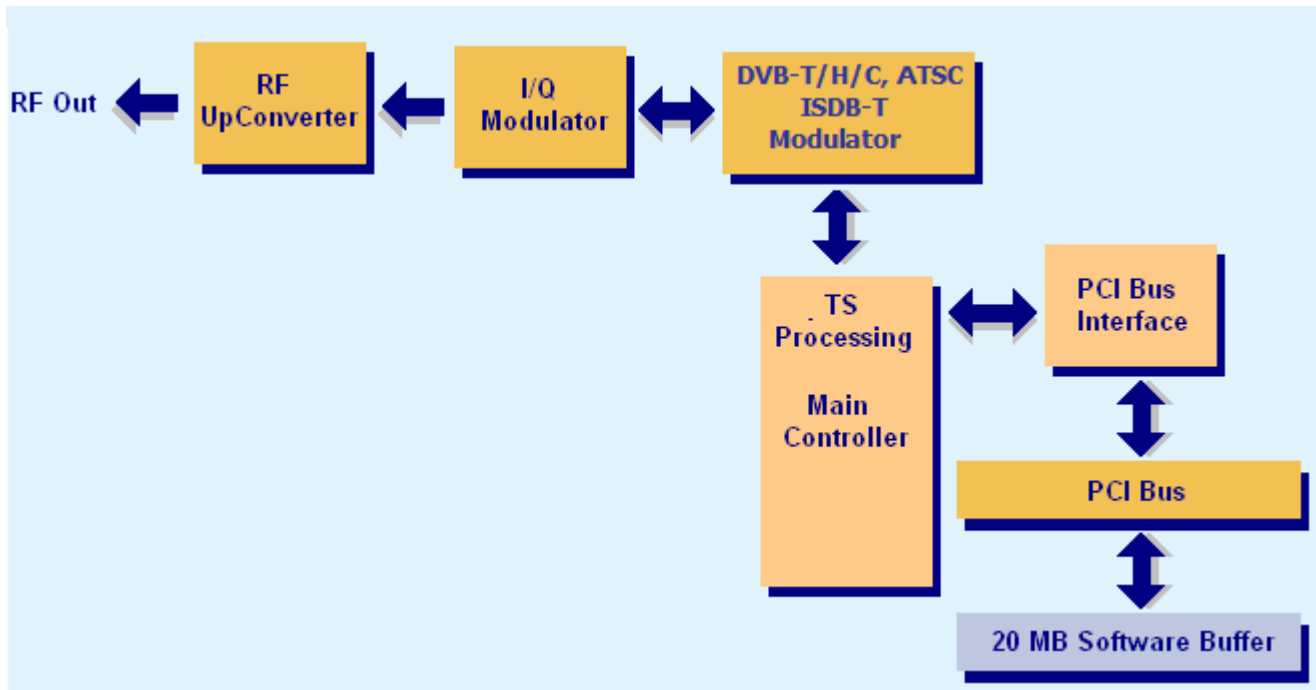 RF Out
RF
UpConverter
I/Q
Modulator
DVB-T/H/C, ATSC
ISDB-T
Modulator
TS
Processing
Main
Controller
PCI Bus
Interface
PCI Bus
20 MB Software Buffer